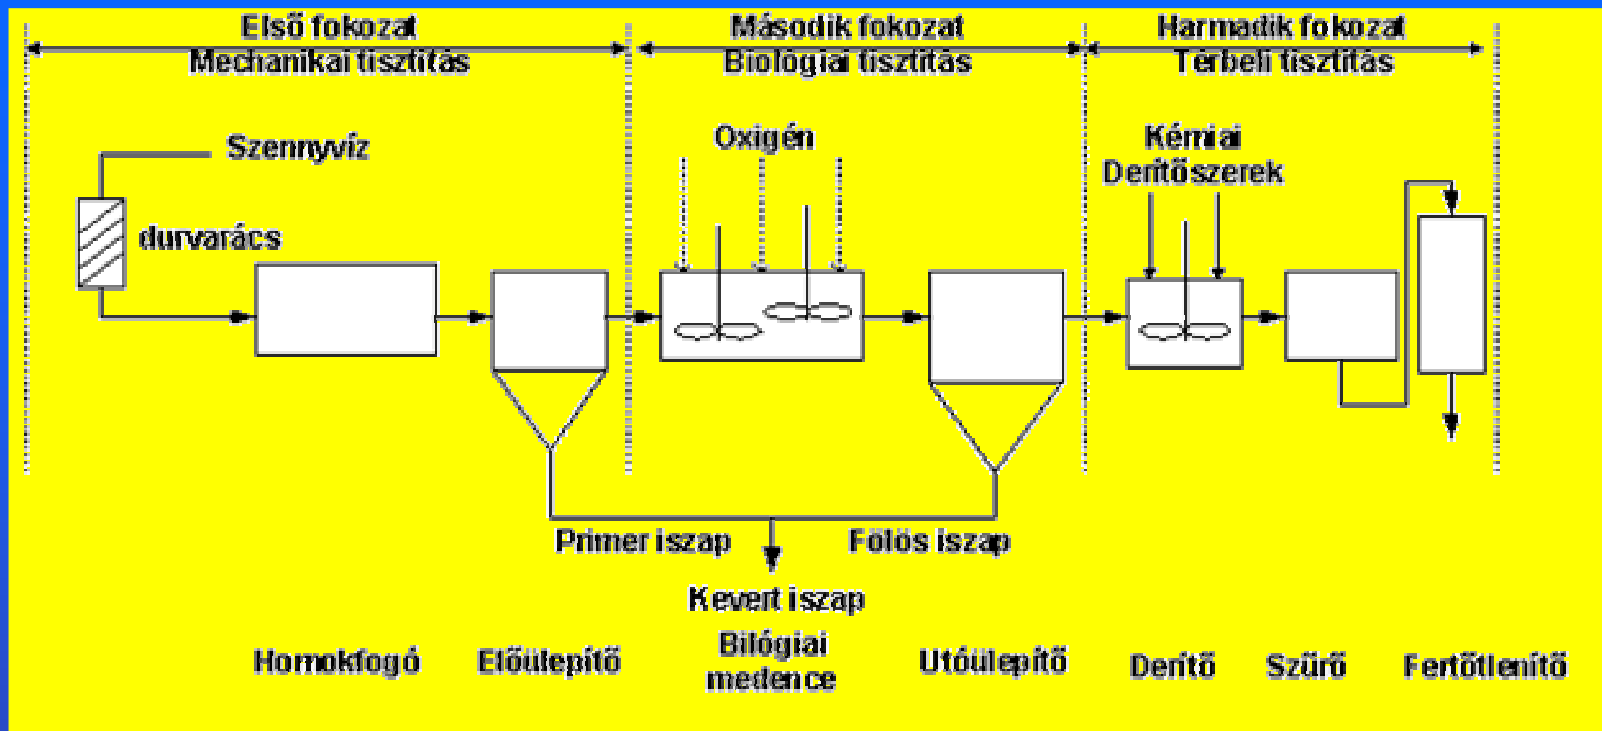 Első fokozat
Mechanikai tisztítás
Második fokozat
Biológiai tisztítás
Harmadik fokozat
Térbeli tisztítás
Szennyvíz
durvarács
Oxigén
Kémiai
Derítőszerek
Primer iszap
Fölös iszap
Kevert iszap
Homokfogó
Előülepítő
Bilógiai
medence
Utóülepítő
Derítő
Szűrő
Fertőtlenítő